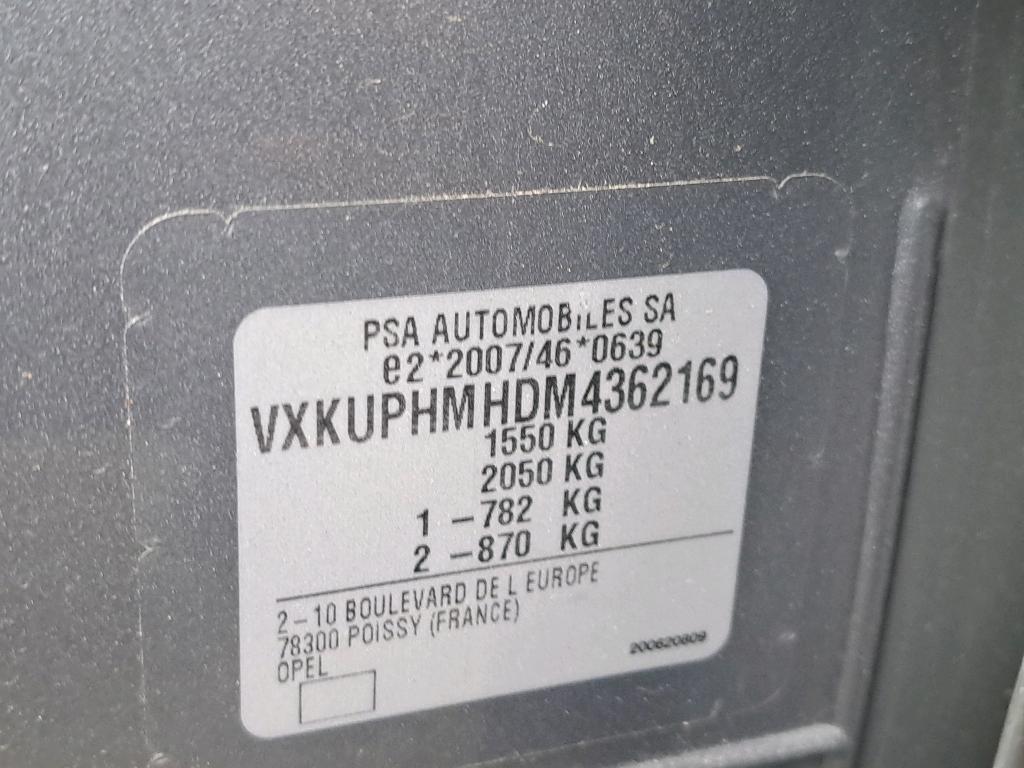 PSA AUTOMOBILES SA
e2*2007/46*0639
VXKUPHMHDM4362169
1550 KG
2050 KG
1 -782 KG
2 -870 KG
2-10 BOULEVARD DE L EUROPE
78300 POISSY (FRANCE)
OPEL
200620809